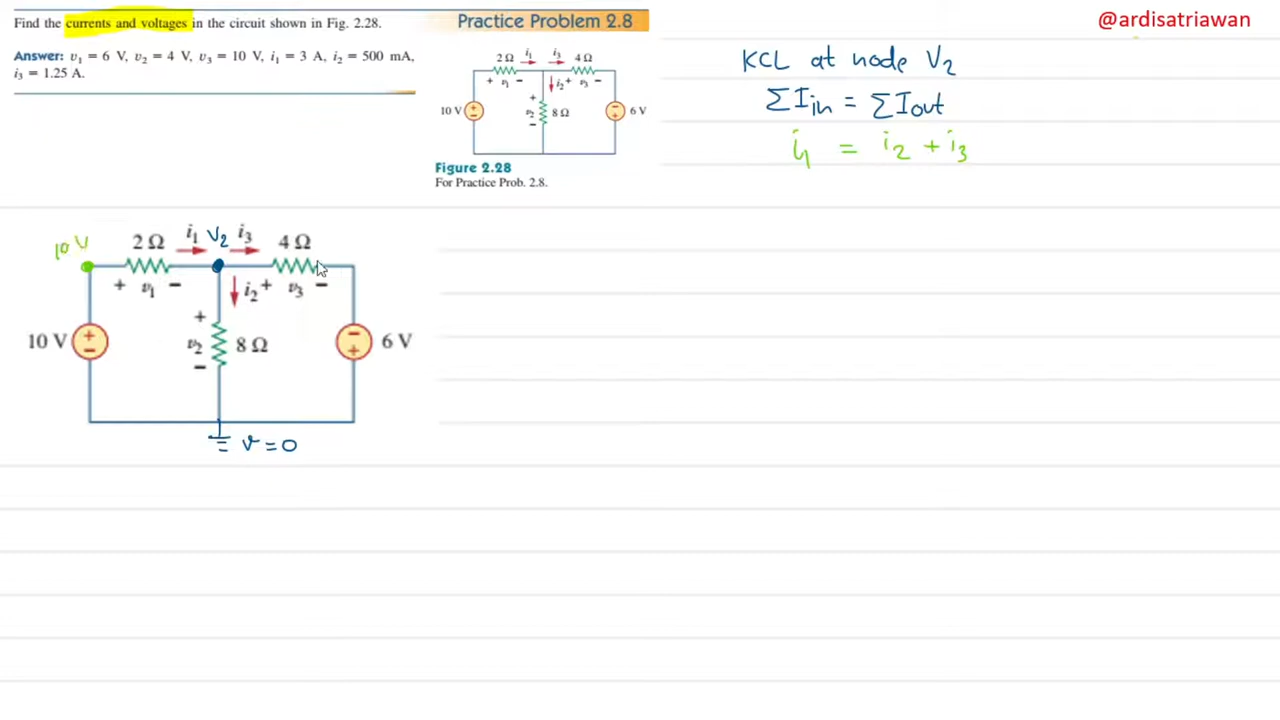 Find the currents and voltages in the circuit shown in Fig. 2.28.
Answer: v₁ = 6 V, v₂ = 4 V, v₃ = 10 V, i₁ = 3 A, i₂ = 500 mA,
i₃ = 1.25 A.
Practice Problem 2.8
2 Ω i₁ i₃ 4 Ω
+ v₁ − i₂ + v₃ −
10 V + − + v₂ − 8 Ω − + 6 V
Figure 2.28
For Practice Prob. 2.8.
@ardisatriawan
KCL at node V₂
ΣIin = ΣIout
i₁ = i₂ + i₃
10 V 2 Ω i₁ V₂ i₃ 4 Ω
+ v₁ − i₂ + v₃ −
10 V + − + v₂ − 8 Ω − + 6 V
v = 0